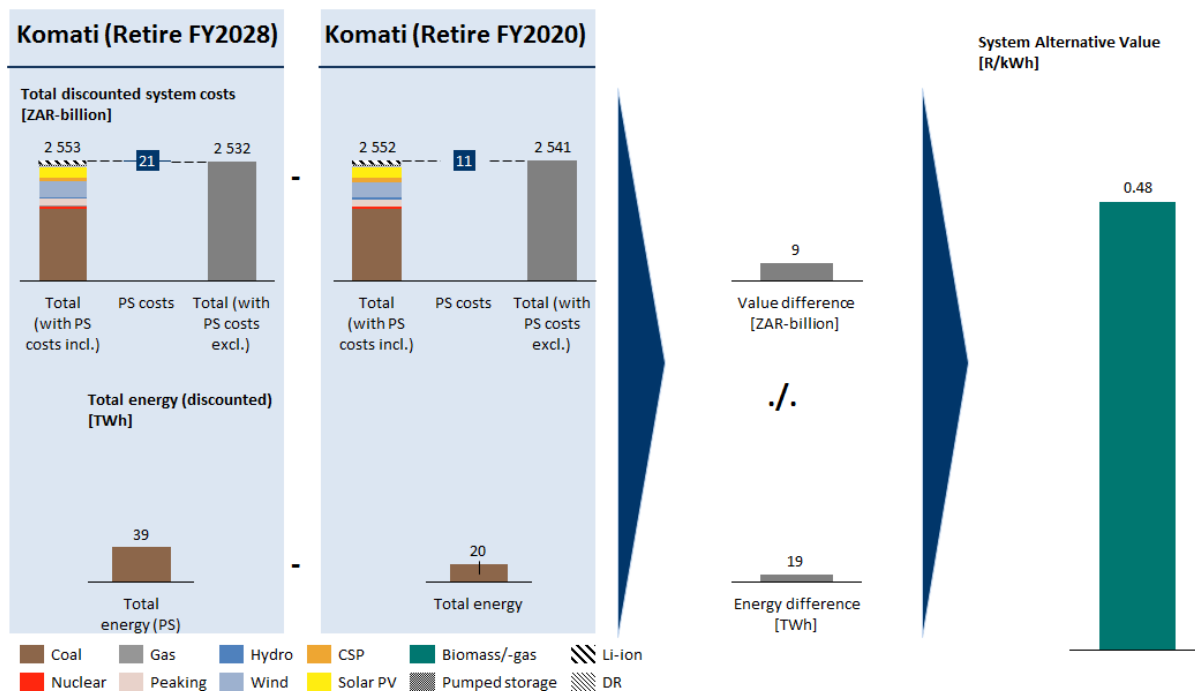 Komati (Retire FY2028)
Komati (Retire FY2020)
System Alternative Value
[R/kWh]
Total discounted system costs
[ZAR-billion]
2 553
21
2 532
-
2 552
11
2 541
0.48
9
Total
(with PS
costs incl.)
PS costs
Total (with
PS costs
excl.)
Total
(with PS
costs incl.)
PS costs
Total (with
PS costs
excl.)
Value difference
[ZAR-billion]
Total energy (discounted)
[TWh]
./.
39
-
20
19
Total
energy (PS)
Total energy
Energy difference
[TWh]
Coal
Gas
Hydro
CSP
Biomass/-gas
Li-ion
Nuclear
Peaking
Wind
Solar PV
Pumped storage
DR